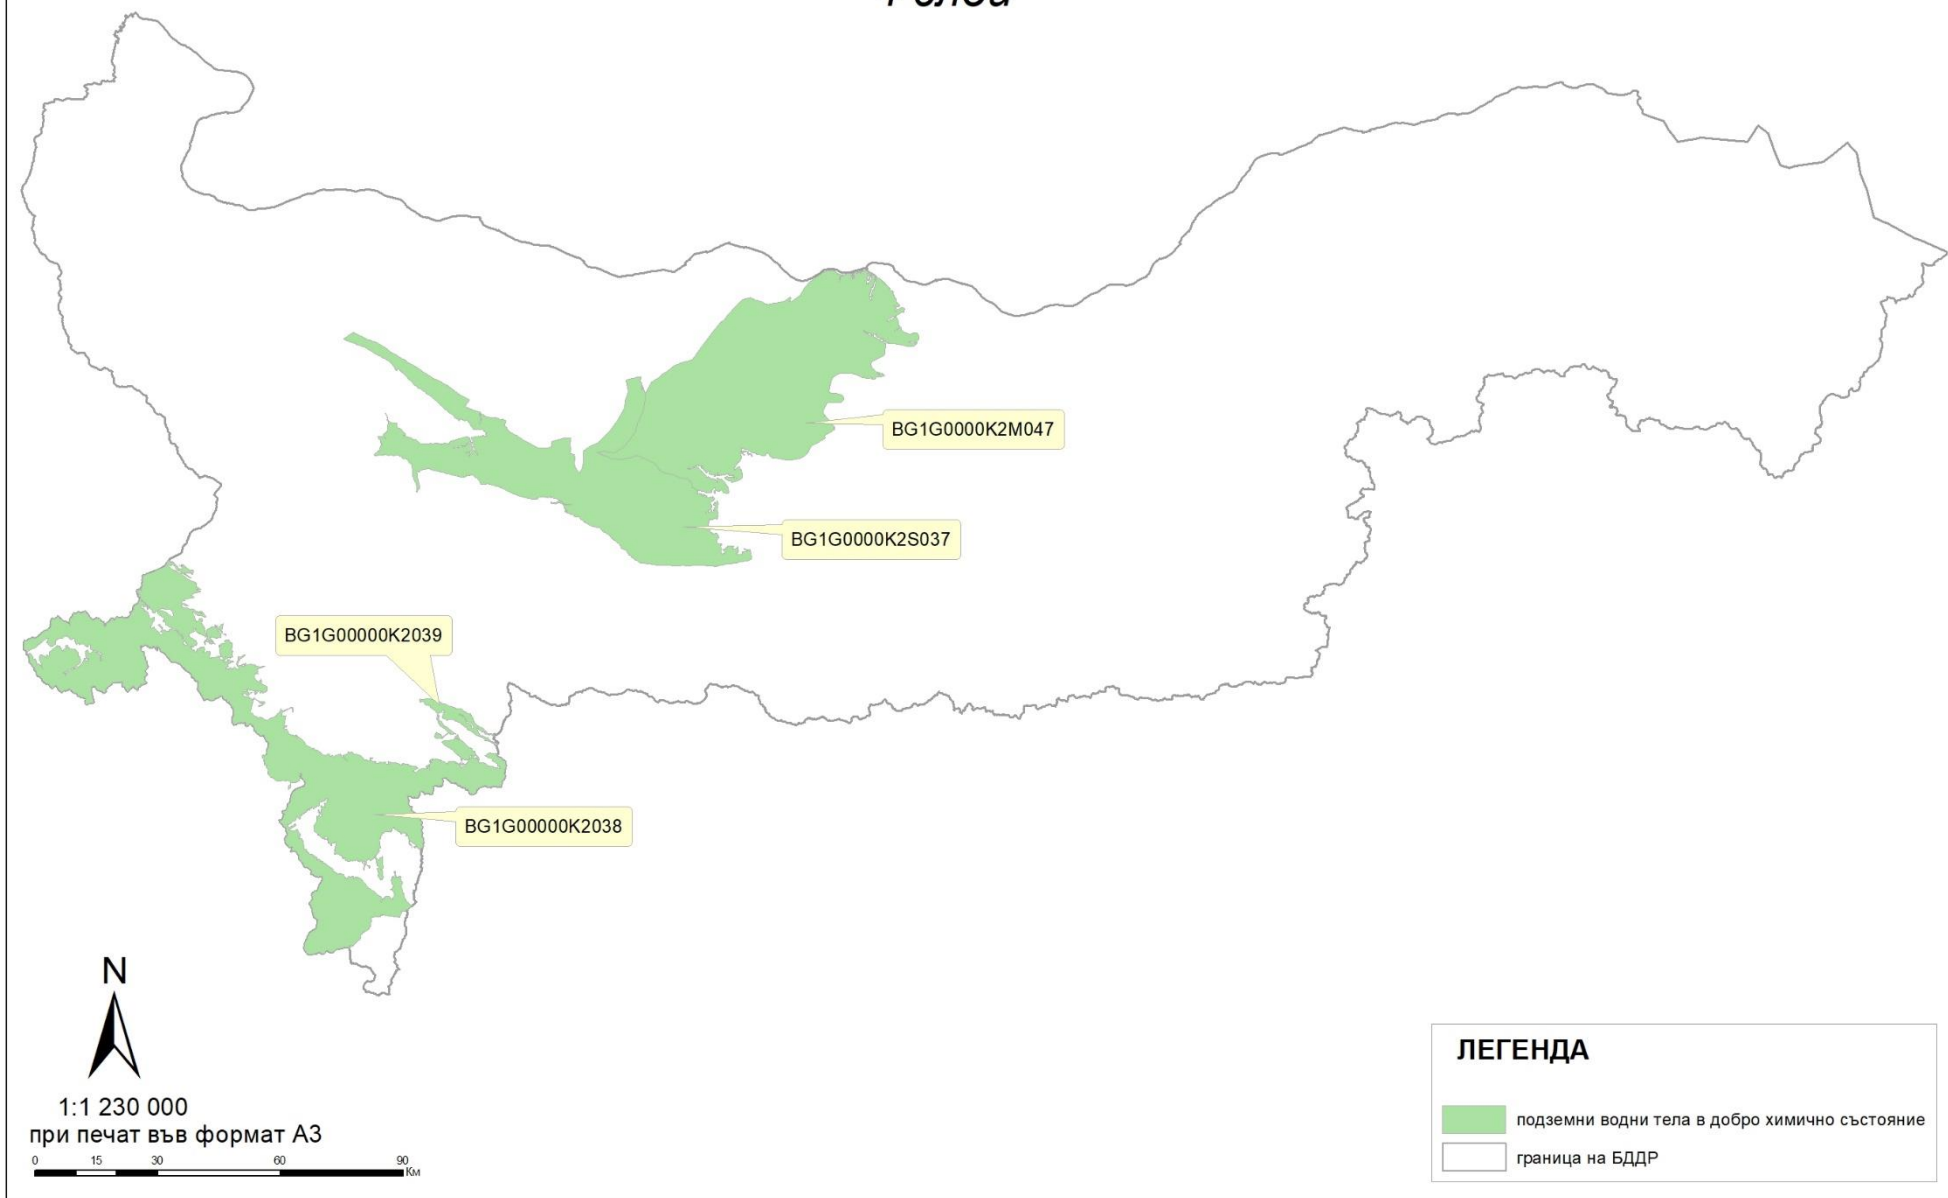 BG1G0000K2M047
BG1G0000K2S037
BG1G00000K2039
BG1G00000K2038
N
1:1 230 000
при печат във формат А3
0 15 30 60 90
Км
ЛЕГЕНДА
подземни водни тела в добро химично състояние
граница на БДДР